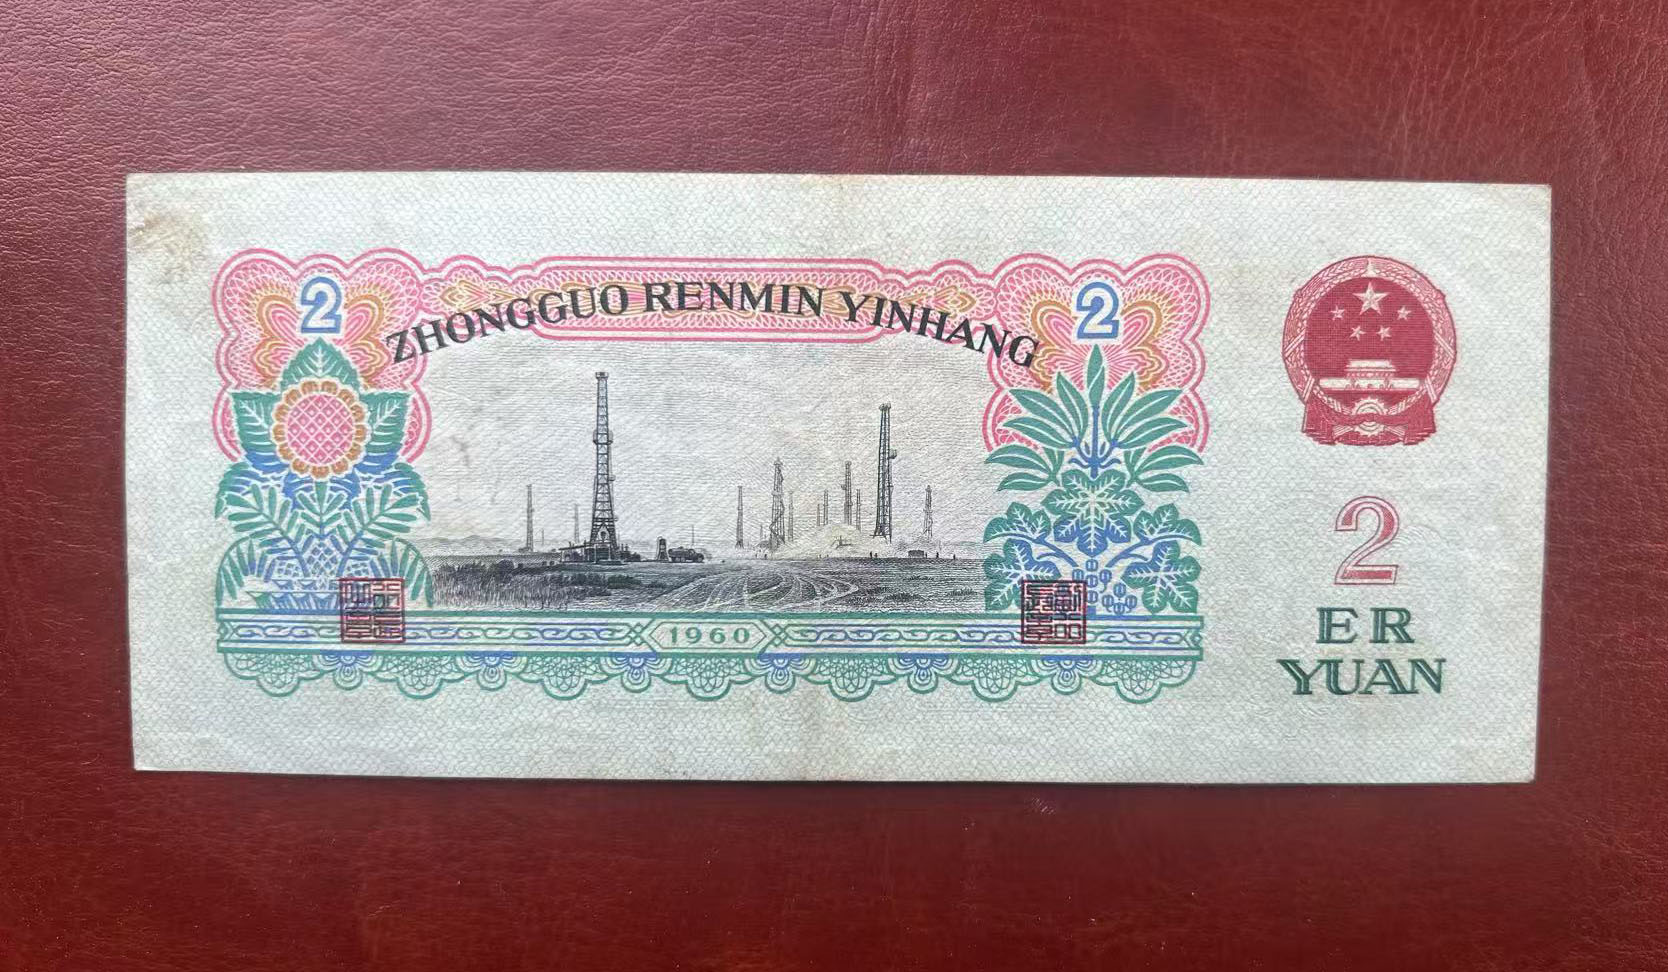 2
2
ZHONGGUO RENMIN YINHANG
1960
2
ER
YUAN